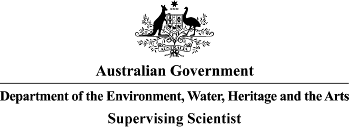 Australian Government
Department of the Environment, Water, Heritage and the Arts
Supervising Scientist